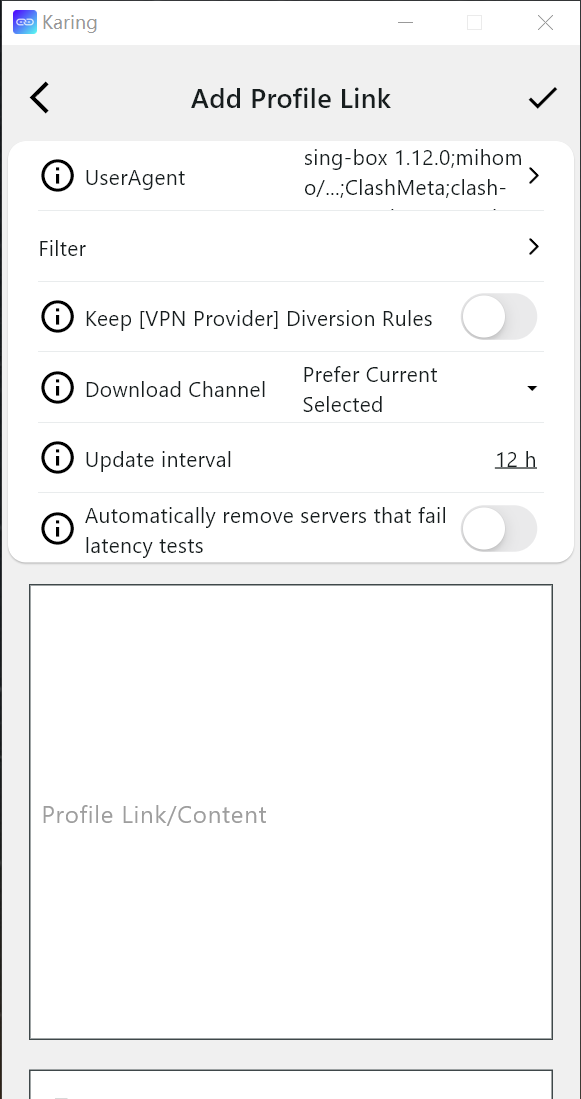 Karing
Add Profile Link
UserAgent
sing-box 1.12.0;mihom
o/...;ClashMeta;clash-
Filter
Keep [VPN Provider] Diversion Rules
Download Channel
Prefer Current
Selected
Update interval
12 h
Automatically remove servers that fail
latency tests
Profile Link/Content